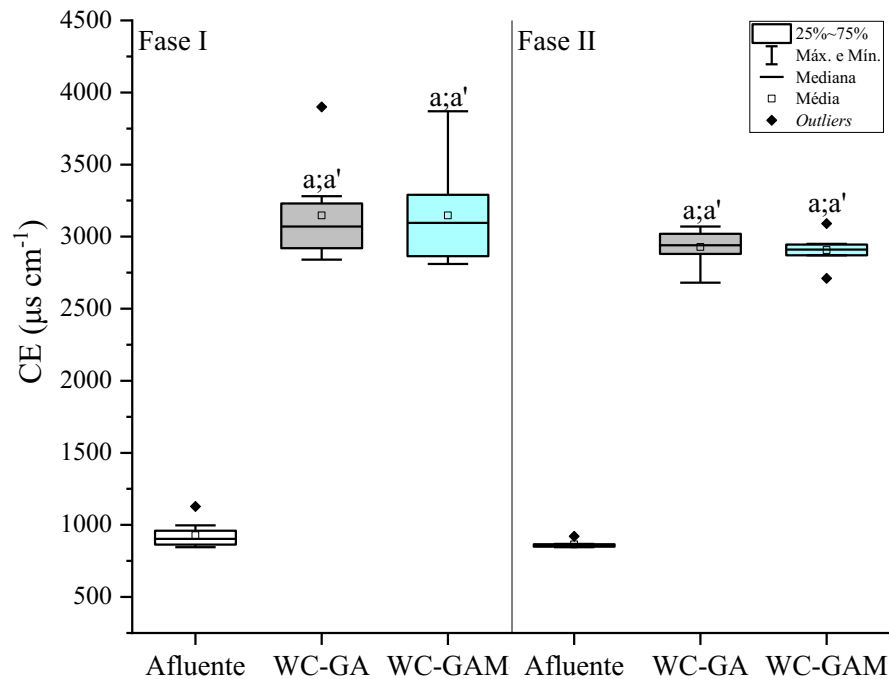 Fase I
Fase II
25%~75%
Máx. e Mín.
Mediana
Média
Outliers
CE (μs cm⁻¹)
4500
4000
3500
3000
2500
2000
1500
1000
500
a;a'
a;a'
a;a'
a;a'
Afluente
WC-GA
WC-GAM
Afluente
WC-GA
WC-GAM